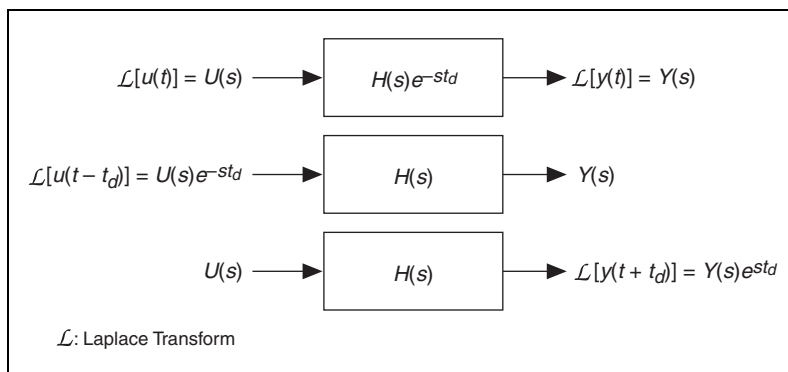 ℒ[u(t)] = U(s) H(s)e^{–st_d} ℒ[y(t)] = Y(s)
ℒ[u(t – t_d)] = U(s)e^{–st_d} H(s) Y(s)
U(s) H(s) ℒ[y(t + t_d)] = Y(s)e^{st_d}
ℒ: Laplace Transform